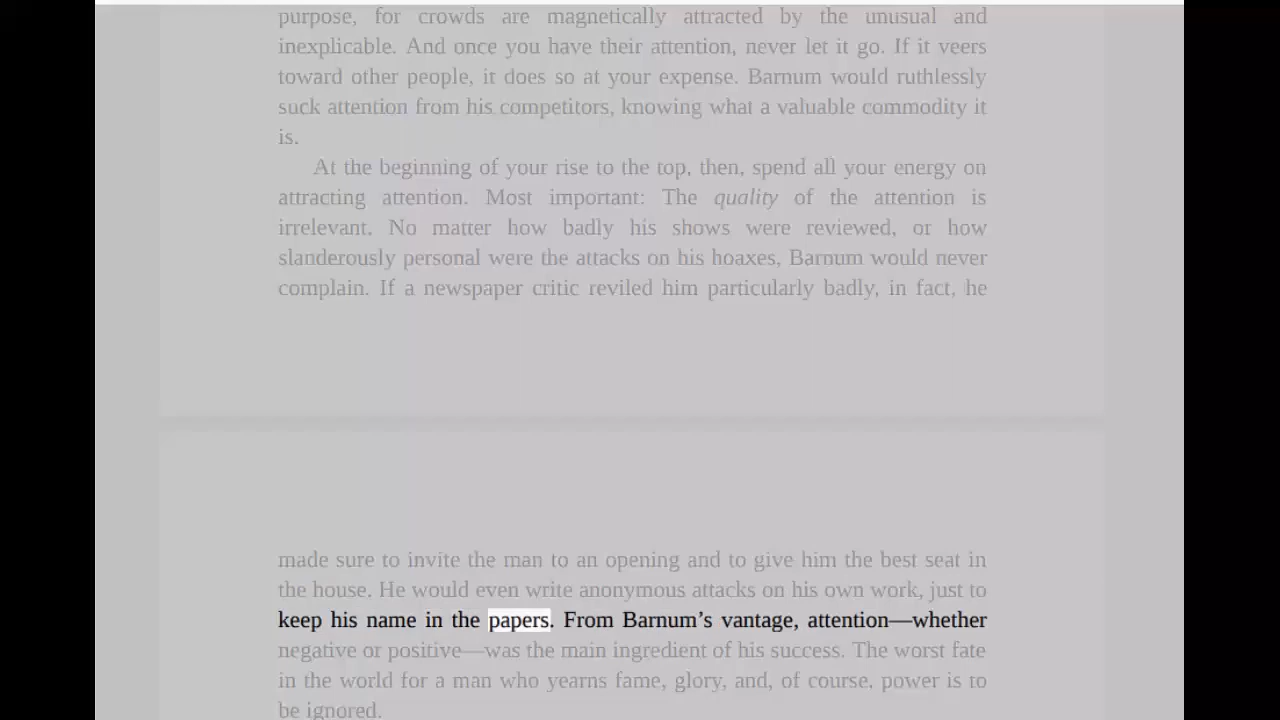 purpose, for crowds are magnetically attracted by the unusual and
inexplicable. And once you have their attention, never let it go. If it veers
toward other people, it does so at your expense. Barnum would ruthlessly
suck attention from his competitors, knowing what a valuable commodity it
is.
At the beginning of your rise to the top, then, spend all your energy on
attracting attention. Most important: The quality of the attention is
irrelevant. No matter how badly his shows were reviewed, or how
slanderously personal were the attacks on his hoaxes, Barnum would never
complain. If a newspaper critic reviled him particularly badly, in fact, he
made sure to invite the man to an opening and to give him the best seat in
the house. He would even write anonymous attacks on his own work, just to
keep his name in the papers. From Barnum’s vantage, attention—whether
negative or positive—was the main ingredient of his success. The worst fate
in the world for a man who yearns fame, glory, and, of course, power is to
be ignored.